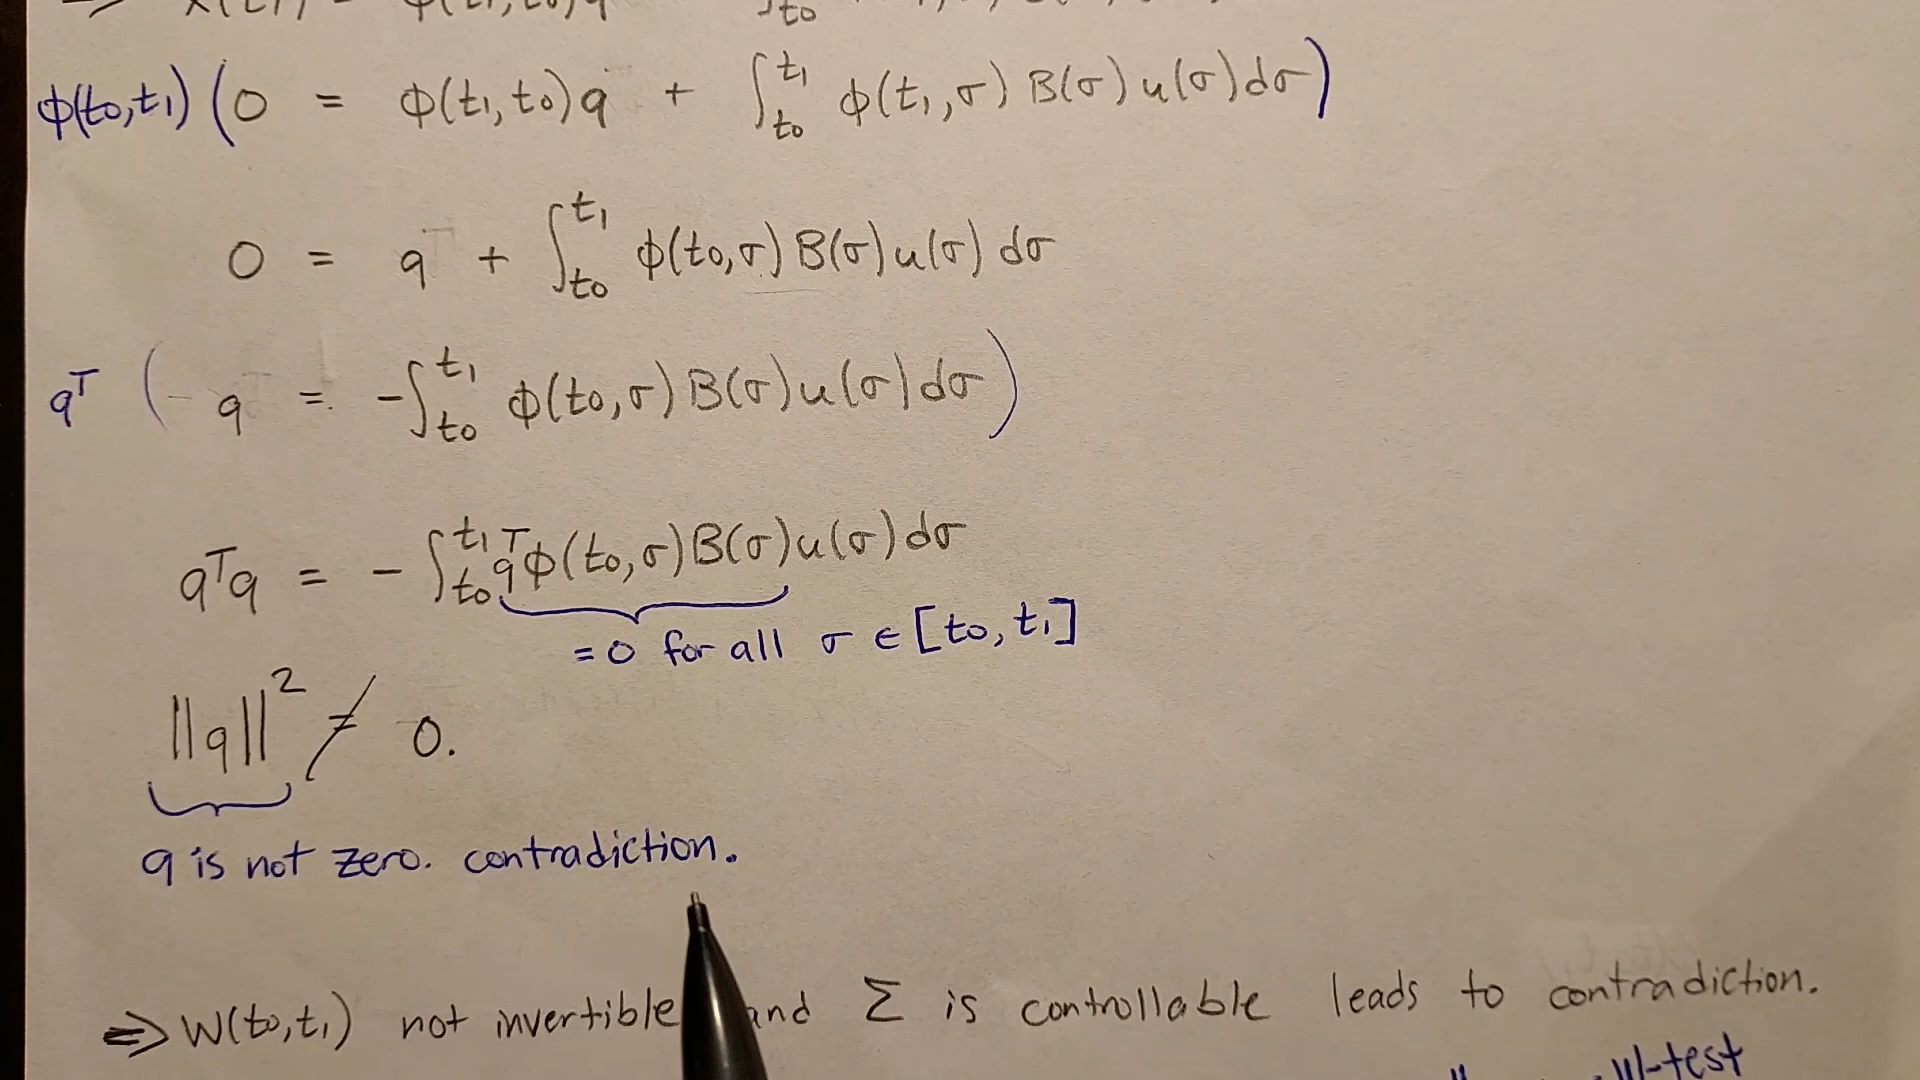 ϕ(t0,t1) (0 = ϕ(t1,t0)q + ∫_{t0}^{t1} ϕ(t1,σ) B(σ) u(σ) dσ)
0 = q + ∫_{t0}^{t1} ϕ(t0,σ) B(σ) u(σ) dσ
q^T ( q = -∫_{t0}^{t1} ϕ(t0,σ) B(σ) u(σ) dσ )
q^T q = - ∫_{t0}^{t1} q^T ϕ(t0,σ) B(σ) u(σ) dσ
= 0 for all σ ∈ [t0, t1]
||q||^2 ≠ 0.
q is not zero. contradiction.
⇒ W(t0,t1) not invertible and Σ is controllable leads to contradiction.
W-test